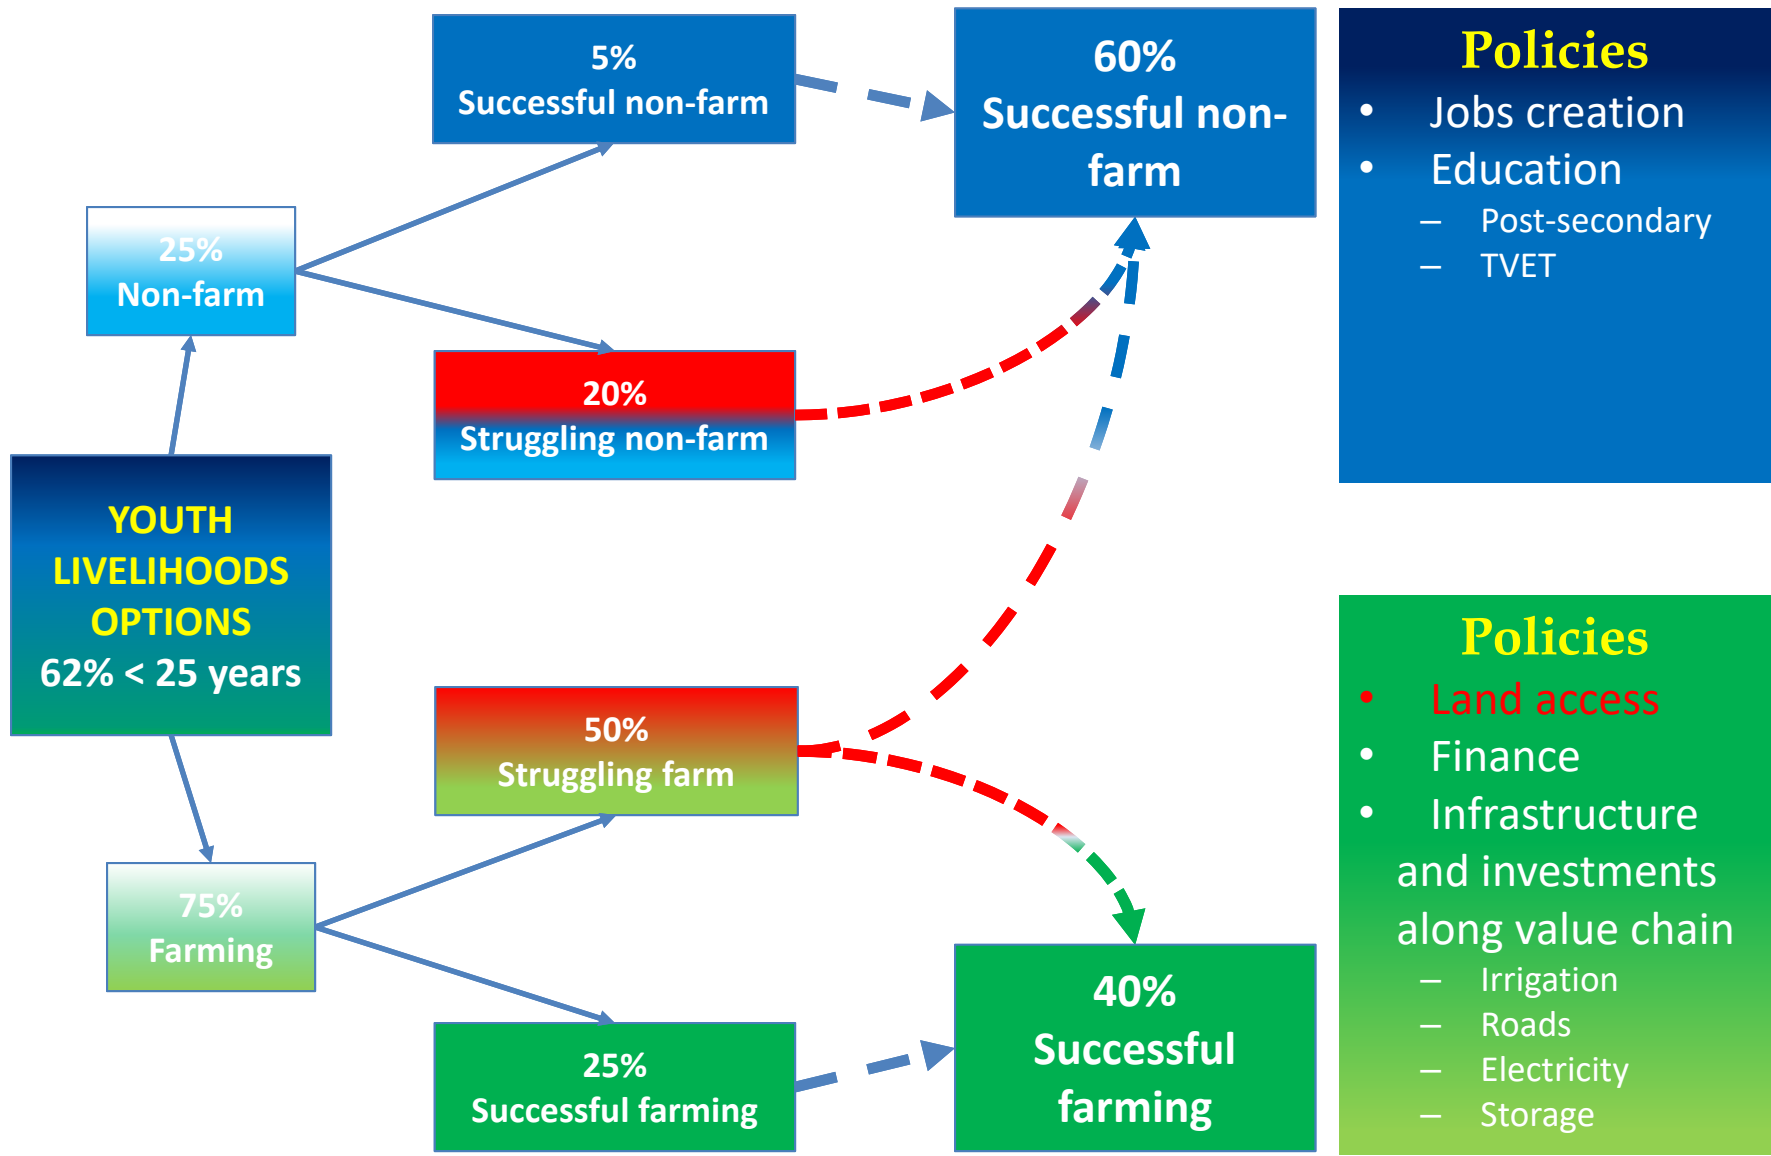 5%
Successful non-farm
60%
Successful non-
farm
25%
Non-farm
20%
Struggling non-farm
YOUTH
LIVELIHOODS
OPTIONS
62% < 25 years
50%
Struggling farm
75%
Farming
25%
Successful farming
40%
Successful
farming
Policies
• Jobs creation
• Education
– Post-secondary
– TVET
Policies
• Land access
• Finance
• Infrastructure
and investments
along value chain
– Irrigation
– Roads
– Electricity
– Storage